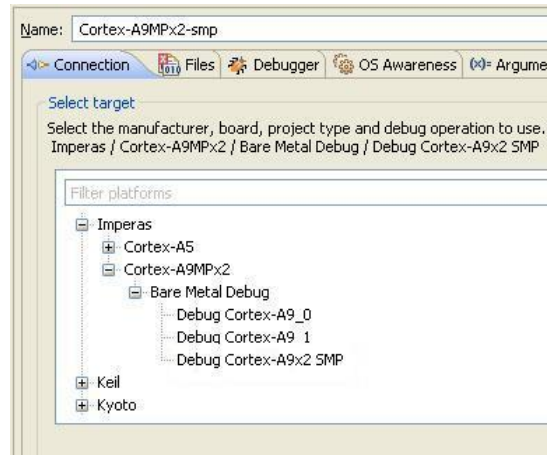 Name: Cortex-A9MPx2-smp
Connection Files Debugger OS Awareness (x)= Argume
Select target
Select the manufacturer, board, project type and debug operation to use.
Imperas / Cortex-A9MPx2 / Bare Metal Debug / Debug Cortex-A9x2 SMP
Filter platforms
Imperas
Cortex-A5
Cortex-A9MPx2
Bare Metal Debug
Debug Cortex-A9_0
Debug Cortex-A9_1
Debug Cortex-A9x2 SMP
Keil
Kyoto